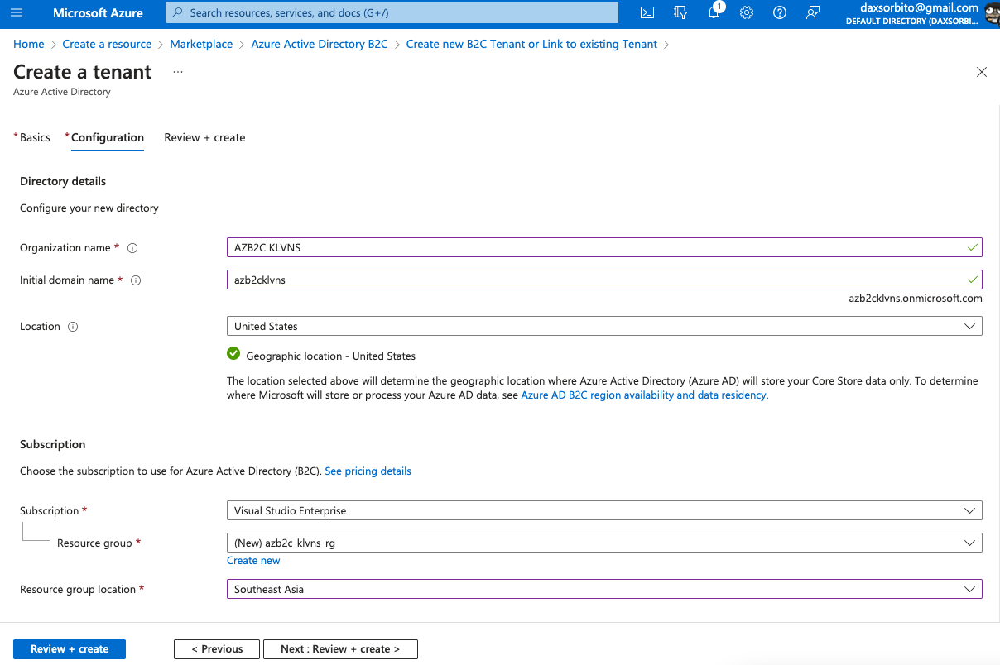 Microsoft Azure
Search resources, services, and docs (G+/)
1
daxsorbito@gmail.com
DEFAULT DIRECTORY (DAXSORBI...
Home > Create a resource > Marketplace > Azure Active Directory B2C > Create new B2C Tenant or Link to existing Tenant >
Create a tenant ...
Azure Active Directory
* Basics * Configuration Review + create
Directory details
Configure your new directory
Organization name *
AZB2C KLVNS
Initial domain name *
azb2cklvns
azb2cklvns.onmicrosoft.com
Location
United States
Geographic location - United States
The location selected above will determine the geographic location where Azure Active Directory (Azure AD) will store your Core Store data only. To determine
where Microsoft will store or process your Azure AD data, see Azure AD B2C region availability and data residency.
Subscription
Choose the subscription to use for Azure Active Directory (B2C). See pricing details
Subscription *
Visual Studio Enterprise
Resource group *
(New) azb2c_klvns_rg
Create new
Resource group location *
Southeast Asia
Review + create
< Previous
Next : Review + create >